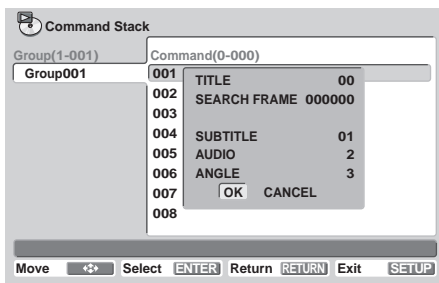 Command Stack
Group(1-001) Command(0-000)
Group001
001
002
003
004
005
006
007
008
TITLE 00
SEARCH FRAME 000000
SUBTITLE 01
AUDIO 2
ANGLE 3
OK CANCEL
Move Select ENTER Return RETURN Exit SETUP